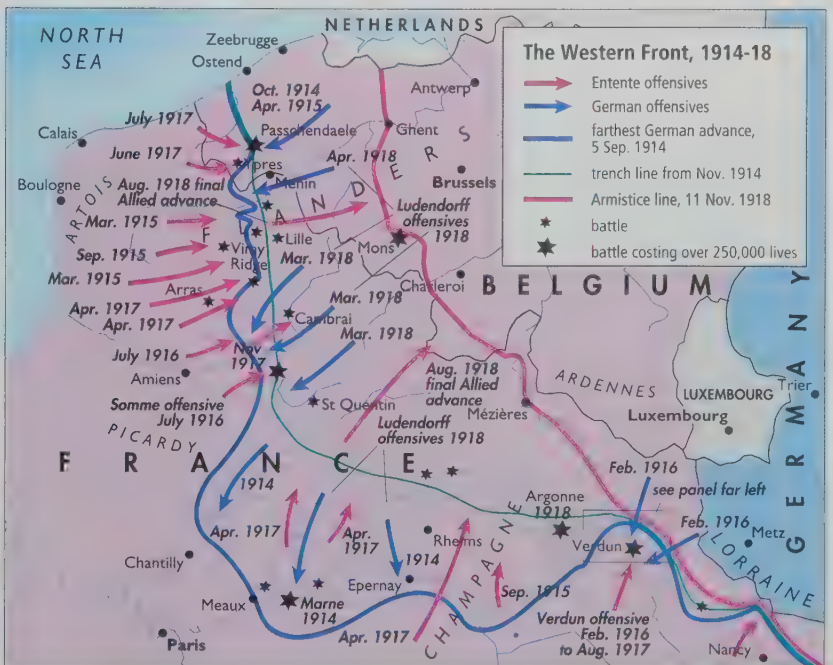 NETHERLANDS
NORTH
SEA
Zeebrugge
Ostend
The Western Front, 1914-18
Entente offensives
German offensives
farthest German advance,
5 Sep. 1914
trench line from Nov. 1914
Armistice line, 11 Nov. 1918
battle
battle costing over 250,000 lives
Oct. 1914
Apr. 1915
Antwerp
July 1917
Passchendaele
Ghent
Calais
June 1917
Ypres
Apr. 1918
Menin
Brussels
Boulogne
Aug. 1918 final
Allied advance
FLANDERS
ARTOIS
Mar. 1915
Ludendorff
offensives
1918
Sep. 1915
Vimy
Ridge
Lille
Mons
Mar. 1918
Mar. 1915
Charleroi
BELGIUM
GERMANY
Arras
Apr. 1917
Apr. 1917
Mar. 1918
Cambrai
Mar. 1918
July 1916
Nov
1917
Amiens
Aug. 1918
final Allied
advance
ARDENNES
LUXEMBOURG
Trier
Somme offensive
July 1916
St Quentin
Mézières
Luxembourg
PICARDY
Ludendorff
offensives 1918
FRANCE
1914
Feb. 1916
see panel far left
Argonne
1918
Feb. 1916
Apr. 1917
Apr.
1917
Rheims
Verdun
Metz
LORRAINE
Chantilly
1914
CHAMPAGNE
Epernay
Sep. 1915
Meaux
Marne
1914
Verdun offensive
Feb. 1916
to Aug. 1917
Apr. 1917
Paris
Nancy